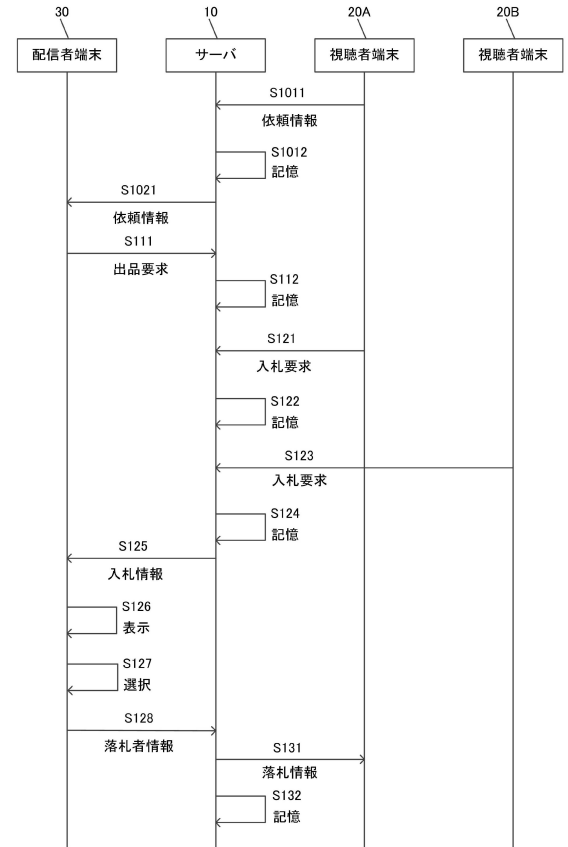 30
10
20A
20B
配信者端末
サーバ
視聴者端末
視聴者端末
S1011
依頼情報
S1012
記憶
S1021
依頼情報
S111
出品要求
S112
記憶
S121
入札要求
S122
記憶
S123
入札要求
S124
記憶
S125
入札情報
S126
表示
S127
選択
S128
落札者情報
S131
落札情報
S132
記憶